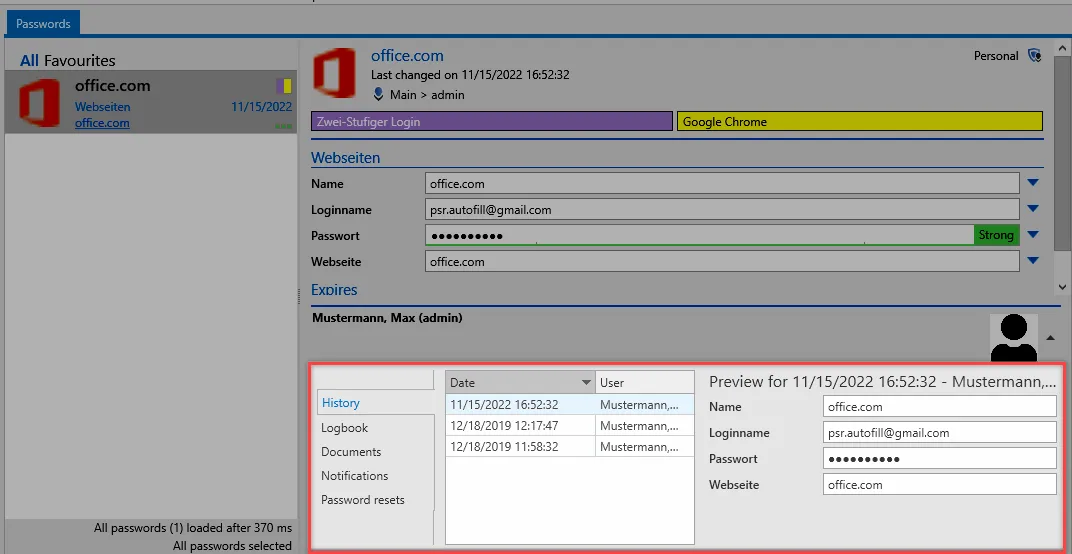 Passwords
All Favourites
office.com
Webseiten 11/15/2022
office.com
All passwords (1) loaded after 370 ms
All passwords selected
office.com
Personal
Last changed on 11/15/2022 16:52:32
Main > admin
Zwei-Stufiger Login
Google Chrome
Webseiten
Name office.com
Loginname psr.autofill@gmail.com
Passwort ●●●●●●●●●● Strong
Webseite office.com
Expires
Mustermann, Max (admin)
History
Logbook
Documents
Notifications
Password resets
Date User
11/15/2022 16:52:32 Mustermann,...
12/18/2019 12:17:47 Mustermann,...
12/18/2019 11:58:32 Mustermann,...
Preview for 11/15/2022 16:52:32 - Mustermann,...
Name office.com
Loginname psr.autofill@gmail.com
Passwort ●●●●●●●●●●
Webseite office.com